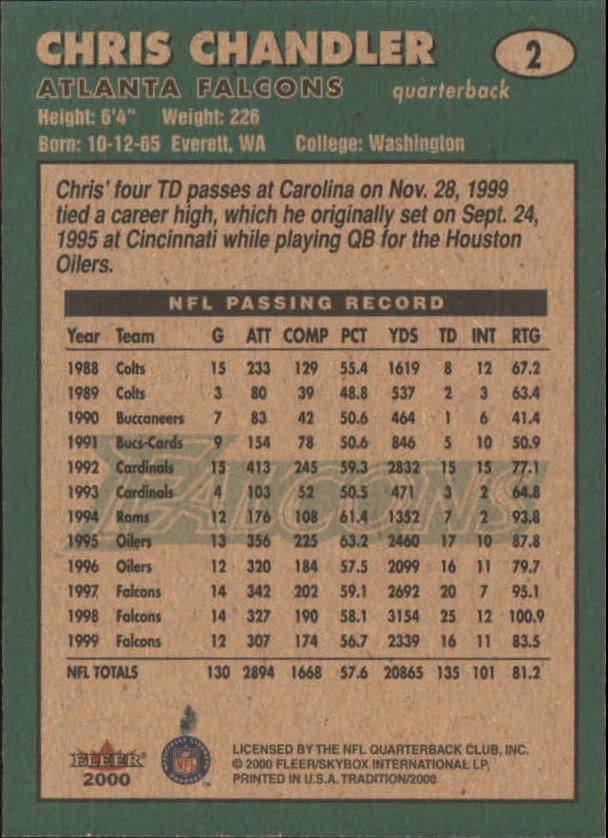 CHRIS CHANDLER
2
ATLANTA FALCONS quarterback
Height: 6'4" Weight: 226
Born: 10-12-65 Everett, WA College: Washington
Chris' four TD passes at Carolina on Nov. 28, 1999
tied a career high, which he originally set on Sept. 24,
1995 at Cincinnati while playing QB for the Houston
Oilers.
NFL PASSING RECORD
Year Team G ATT COMP PCT YDS TD INT RTG
1988 Colts 15 233 129 55.4 1619 8 12 67.2
1989 Colts 3 80 39 48.8 537 2 3 63.4
1990 Buccaneers 7 83 42 50.6 464 1 6 41.4
1991 Bucs-Cards 9 154 78 50.6 846 5 10 50.9
1992 Cardinals 15 413 245 59.3 2832 15 15 77.1
1993 Cardinals 4 103 52 50.5 471 3 2 64.8
1994 Rams 12 176 108 61.4 1352 7 2 93.8
1995 Oilers 13 356 225 63.2 2460 17 10 87.8
1996 Oilers 12 320 184 57.5 2099 16 11 79.7
1997 Falcons 14 342 202 59.1 2692 20 7 95.1
1998 Falcons 14 327 190 58.1 3154 25 12 100.9
1999 Falcons 12 307 174 56.7 2339 16 11 83.5
NFL TOTALS 130 2894 1668 57.6 20865 135 101 81.2
FALCONS
FLEER
2000
NFL
LICENSED BY THE NFL QUARTERBACK CLUB, INC.
© 2000 FLEER/SKYBOX INTERNATIONAL LP,
PRINTED IN U.S.A. TRADITION/2000